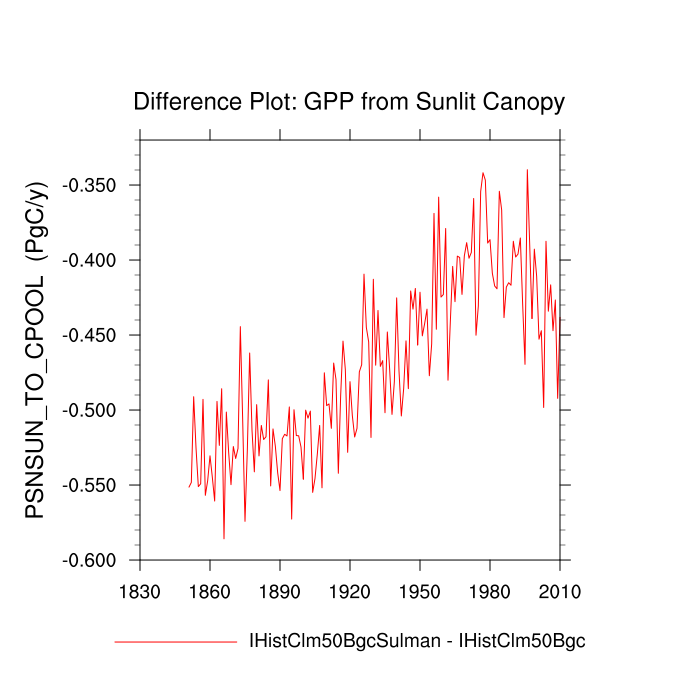 Difference Plot: GPP from Sunlit Canopy
PSNSUN_TO_CPOOL (PgC/y)
-0.350
-0.400
-0.450
-0.500
-0.550
-0.600
1830 1860 1890 1920 1950 1980 2010
IHistClm50BgcSulman - IHistClm50Bgc